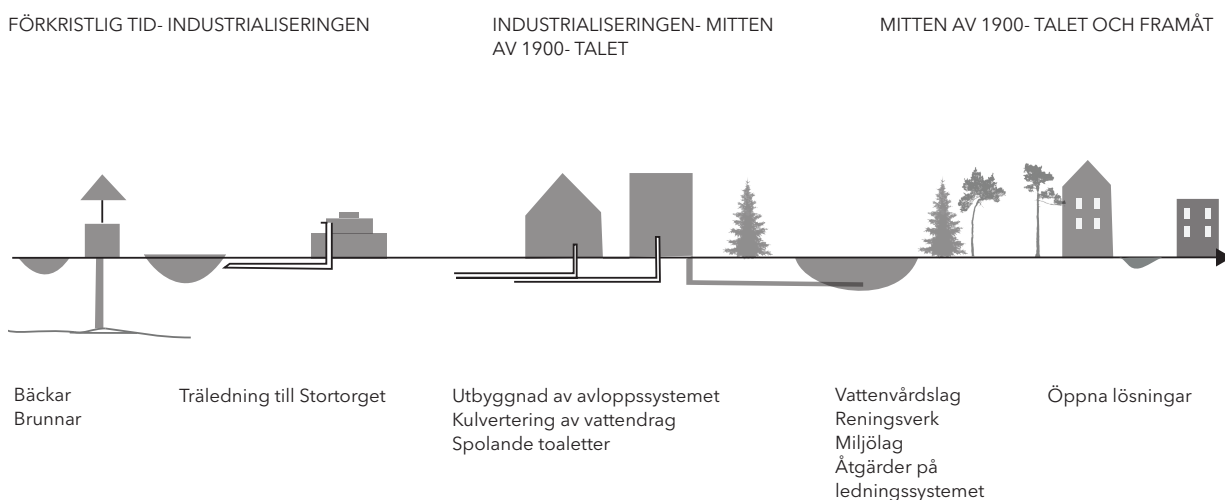 FÖRKRISTLIG TID- INDUSTRIALISERINGEN
INDUSTRIALISERINGEN- MITTEN
AV 1900- TALET
MITTEN AV 1900- TALET OCH FRAMÅT
Bäckar
Brunnar
Träledning till Stortorget
Utbyggnad av avloppssystemet
Kulvertering av vattendrag
Spolande toaletter
Vattenvårdslag
Reningsverk
Miljölag
Åtgärder på
ledningssystemet
Öppna lösningar